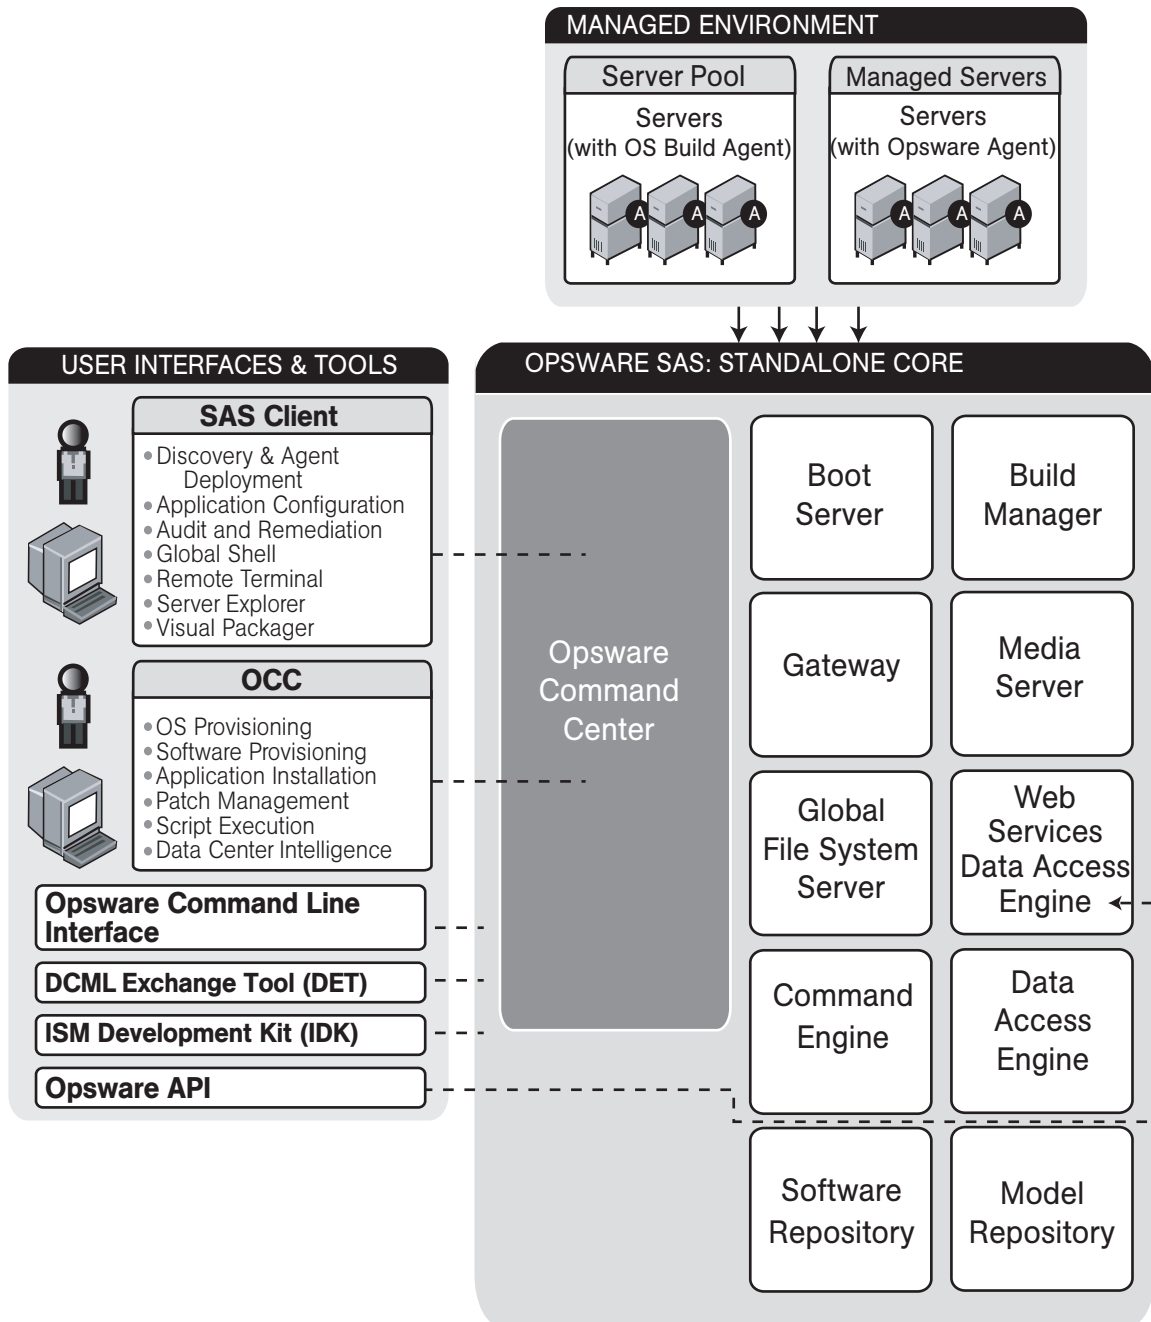 MANAGED ENVIRONMENT
Server Pool
Servers
(with OS Build Agent)
A A A
Managed Servers
Servers
(with Opsware Agent)
A A A
USER INTERFACES & TOOLS
SAS Client
Discovery & Agent
Deployment
Application Configuration
Audit and Remediation
Global Shell
Remote Terminal
Server Explorer
Visual Packager
OCC
OS Provisioning
Software Provisioning
Application Installation
Patch Management
Script Execution
Data Center Intelligence
Opsware Command Line
Interface
DCML Exchange Tool (DET)
ISM Development Kit (IDK)
Opsware API
OPSWARE SAS: STANDALONE CORE
Opsware
Command
Center
Boot
Server
Build
Manager
Gateway
Media
Server
Global
File System
Server
Web
Services
Data Access
Engine
Command
Engine
Data
Access
Engine
Software
Repository
Model
Repository